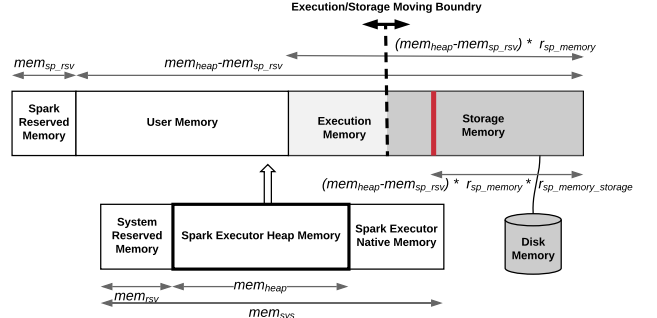 Execution/Storage Moving Boundry
(mem_heap-mem_sp_rsv) * r_sp_memory
mem_sp_rsv
mem_heap-mem_sp_rsv
Spark
Reserved
Memory
User Memory
Execution
Memory
Storage
Memory
(mem_heap-mem_sp_rsv) * r_sp_memory * r_sp_memory_storage
System
Reserved
Memory
Spark Executor Heap Memory
Spark Executor
Native Memory
Disk
Memory
mem_rsv
mem_heap
mem_sys